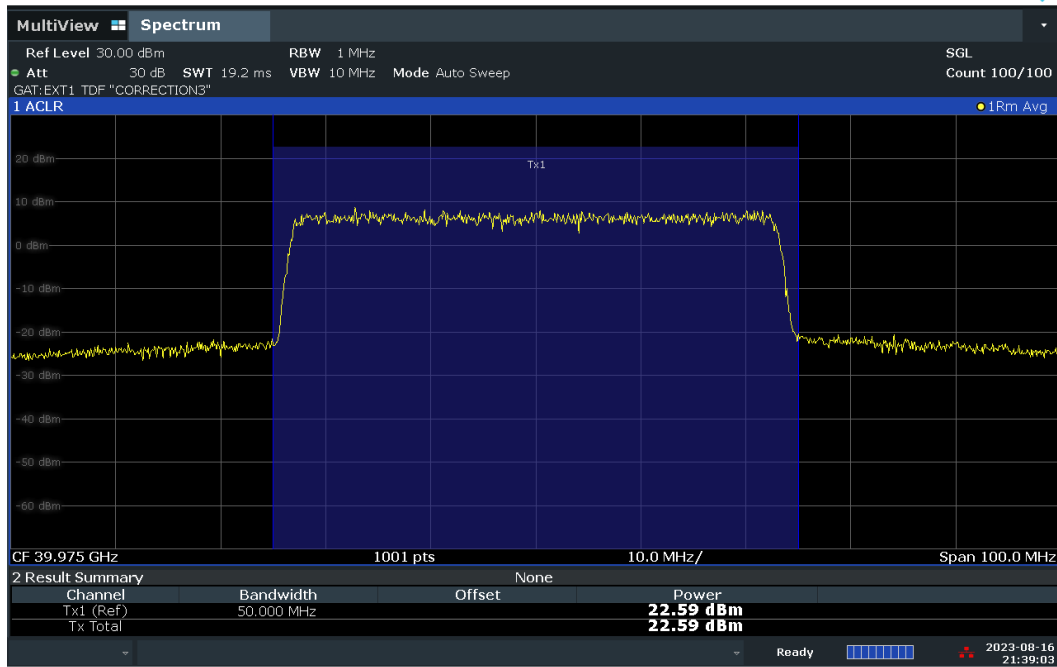 MultiView Spectrum
Ref Level 30.00 dBm RBW 1 MHz SGL
Att 30 dB SWT 19.2 ms VBW 10 MHz Mode Auto Sweep Count 100/100
GAT:EXT1 TDF "CORRECTION3"
1 ACLR 1Rm Avg
Tx1
20 dBm
10 dBm
0 dBm
-10 dBm
-20 dBm
-30 dBm
-40 dBm
-50 dBm
-60 dBm
CF 39.975 GHz 1001 pts 10.0 MHz/ Span 100.0 MHz
2 Result Summary None
Channel Bandwidth Offset Power
Tx1 (Ref) 50.000 MHz 22.59 dBm
Tx Total 22.59 dBm
Ready 2023-08-16
21:39:03